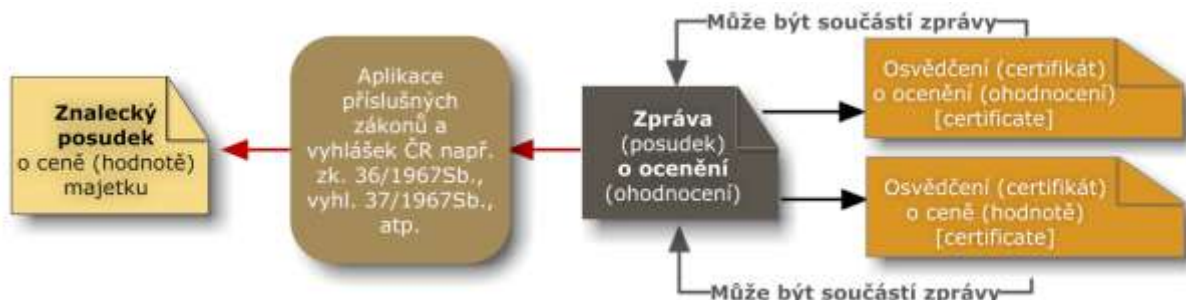 Může být součástí zprávy
Znalecký
posudek
o ceně (hodnotě)
majetku
Aplikace
příslušných
zákonů a
vyhlášek ČR např.
zk. 36/1967Sb.,
vyhl. 37/1967Sb.,
atp.
Zpráva
(posudek)
o ocenění
(ohodnocení)
Osvědčení (certifikát)
o ocenění (ohodnocení)
[certificate]
Osvědčení (certifikát)
o ceně (hodnotě)
[certificate]
Může být součástí zprávy